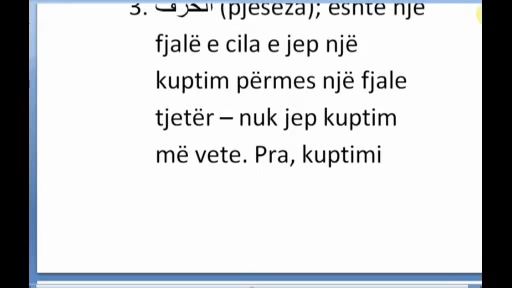 3. الحرف (pjesëza); është një
fjalë e cila e jep një
kuptim përmes një fjale
tjetër – nuk jep kuptim
më vete. Pra, kuptimi